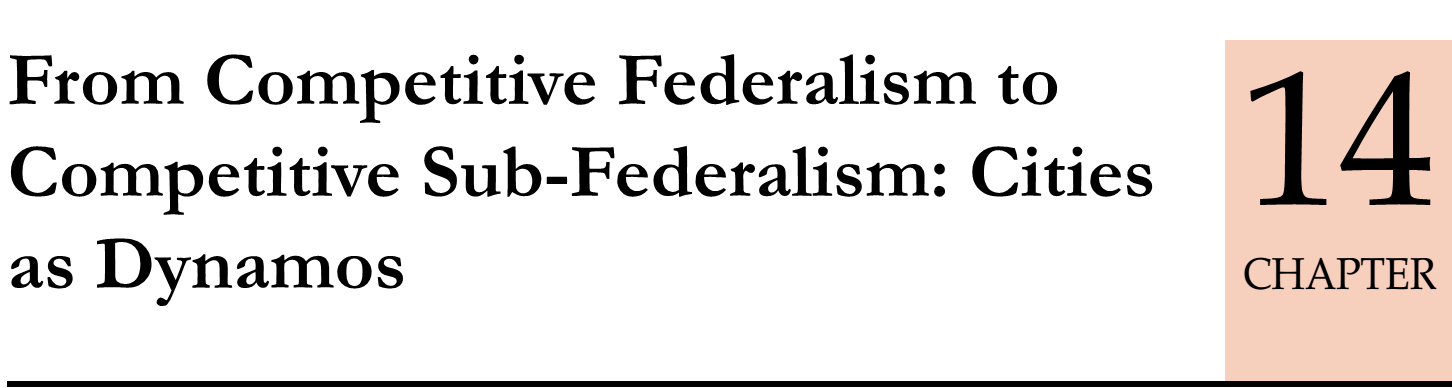 From Competitive Federalism to
Competitive Sub-Federalism: Cities
as Dynamos
14
CHAPTER